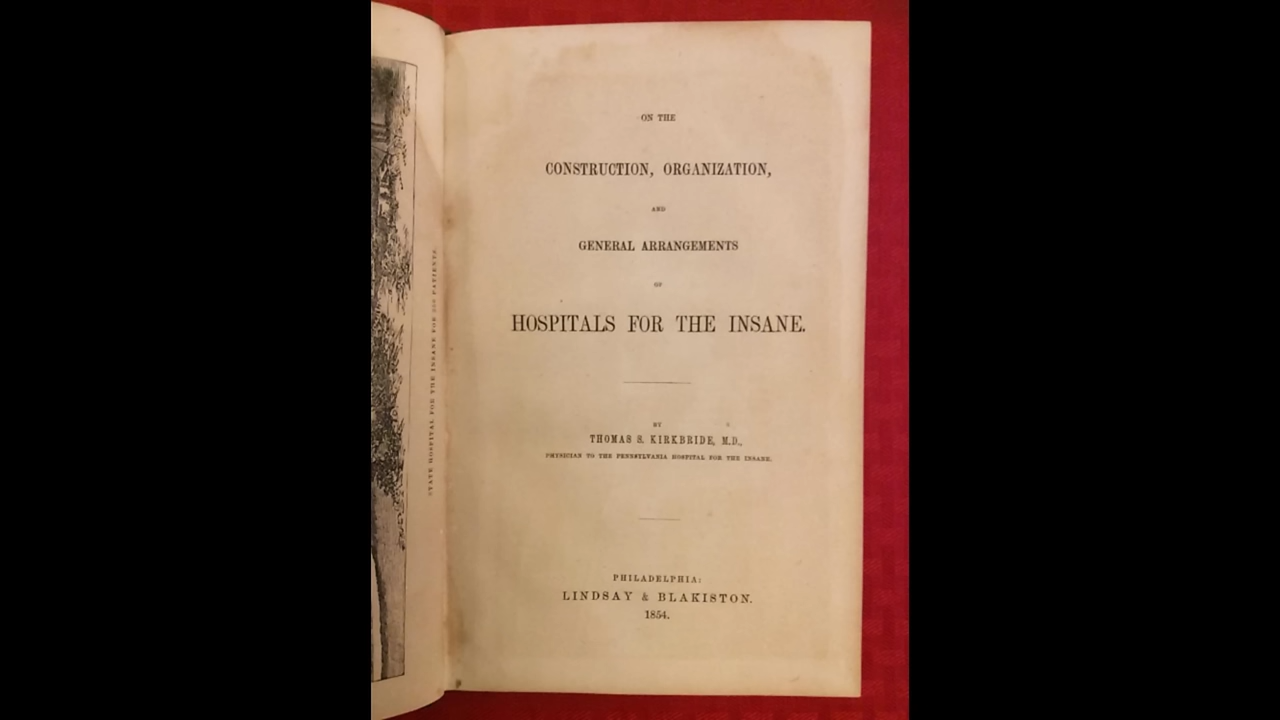 STATE HOSPITAL FOR THE INSANE FOR 250 PATIENTS.
ON THE
CONSTRUCTION, ORGANIZATION,
AND
GENERAL ARRANGEMENTS
OF
HOSPITALS FOR THE INSANE.
BY
THOMAS S. KIRKBRIDE, M.D.,
PHYSICIAN TO THE PENNSYLVANIA HOSPITAL FOR THE INSANE.
PHILADELPHIA:
LINDSAY & BLAKISTON.
1854.